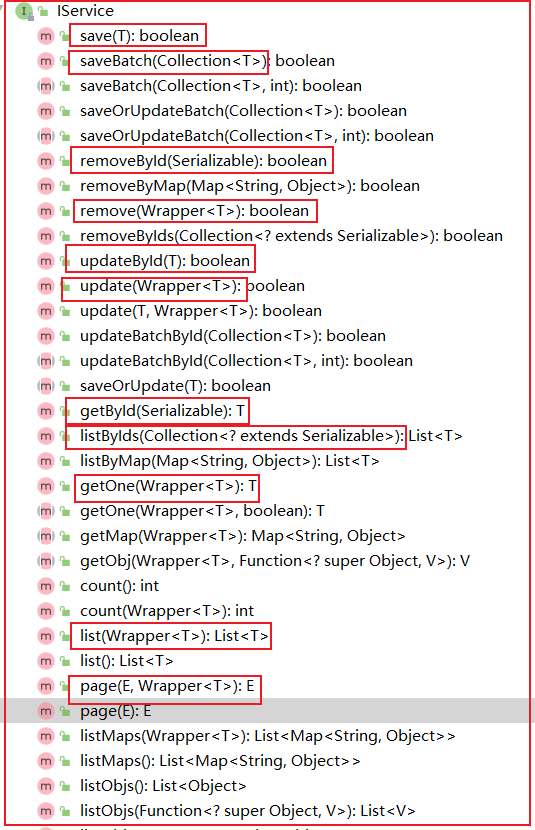 IService
save(T): boolean
saveBatch(Collection<T>): boolean
saveBatch(Collection<T>, int): boolean
saveOrUpdateBatch(Collection<T>): boolean
saveOrUpdateBatch(Collection<T>, int): boolean
removeById(Serializable): boolean
removeByMap(Map<String, Object>): boolean
remove(Wrapper<T>): boolean
removeByIds(Collection<? extends Serializable>): boolean
updateById(T): boolean
update(Wrapper<T>): boolean
update(T, Wrapper<T>): boolean
updateBatchById(Collection<T>): boolean
updateBatchById(Collection<T>, int): boolean
saveOrUpdate(T): boolean
getById(Serializable): T
listByIds(Collection<? extends Serializable>): List<T>
listByMap(Map<String, Object>): List<T>
getOne(Wrapper<T>): T
getOne(Wrapper<T>, boolean): T
getMap(Wrapper<T>): Map<String, Object>
getObj(Wrapper<T>, Function<? super Object, V>): V
count(): int
count(Wrapper<T>): int
list(Wrapper<T>): List<T>
list(): List<T>
page(E, Wrapper<T>): E
page(E): E
listMaps(Wrapper<T>): List<Map<String, Object>>
listMaps(): List<Map<String, Object>>
listObjs(): List<Object>
listObjs(Function<? super Object, V>): List<V>